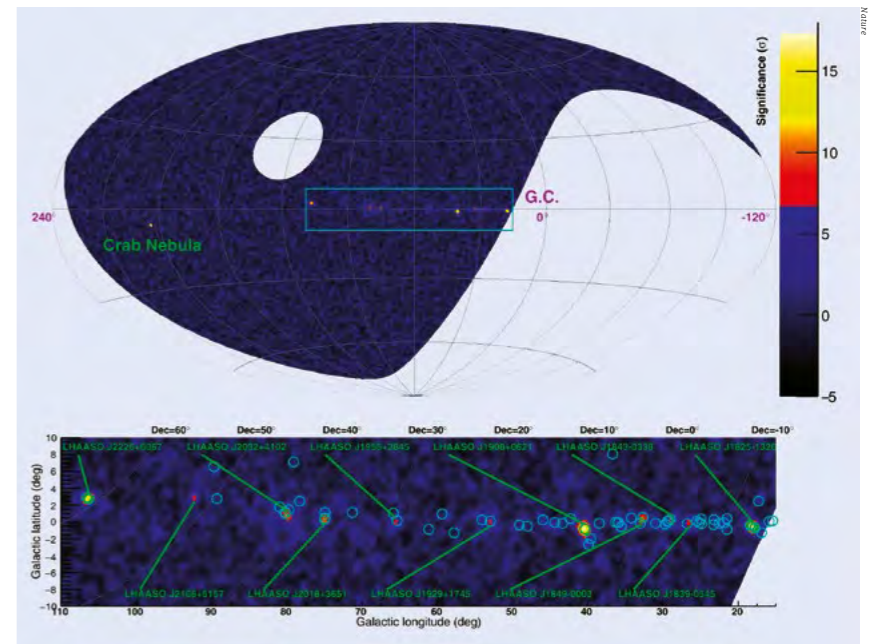 Nature
Significance (σ)
15
10
5
0
-5
G.C.
240°
0°
-120°
Crab Nebula
Dec=60° Dec=50° Dec=40° Dec=30° Dec=20° Dec=10° Dec=0° Dec=-10°
LHAASO J2226+6057 LHAASO J2032+4102 LHAASO LHAASO J1908+0621 LHAASO J1843-0338 LHAASO J1825-1326
10
8
6
4
2
0
−2
−4
−6
−8
−10
Galactic latitude (deg)
LHAASO J2108+5157 LHAASO J2018+3651 LHAASO J1929+1745 LHAASO J1849-0003 LHAASO J1839-0545
110 100 90 80 70 60 50 40 30 20
Galactic longitude (deg)